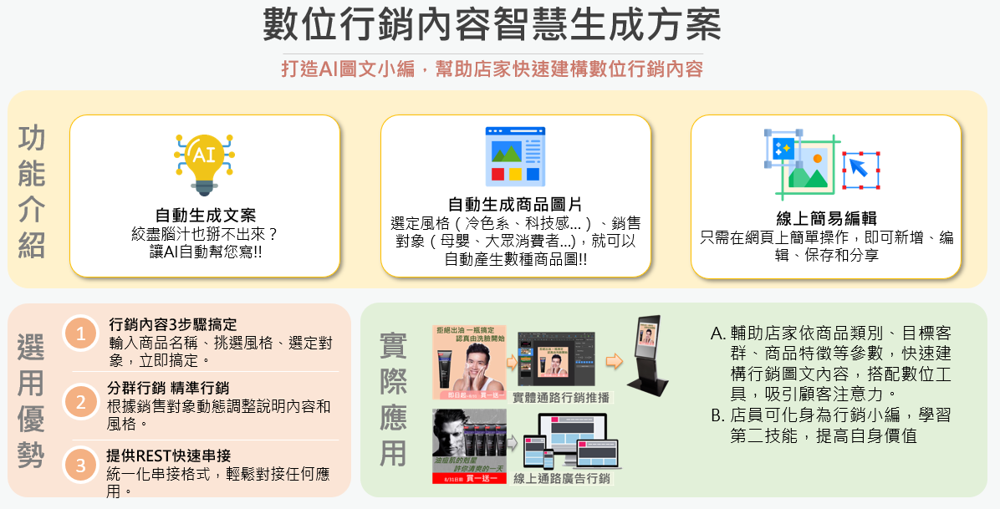 數位行銷內容智慧生成方案
打造AI圖文小編，幫助店家快速建構數位行銷內容
功能介紹
AI
自動生成文案
絞盡腦汁也掰不出來？
讓AI自動幫您寫!!
自動生成商品圖片
選定風格（冷色系、科技感...）、銷售
對象（母嬰、大眾消費者...)，就可以
自動產生數種商品圖!!
線上簡易編輯
只需在網頁上簡單操作，即可新增、編
輯、保存和分享
選用優勢
1
行銷內容3步驟搞定
輸入商品名稱、挑選風格、選定對
象，立即搞定。
2
分群行銷 精準行銷
根據銷售對象動態調整說明內容和
風格。
3
提供REST快速串接
統一化串接格式，輕鬆對接任何應
用。
實際應用
拒絕出油 一瓶搞定
認真由洗臉開始
即日起
買一送一
實體通路行銷推播
油痘肌的剋星
許你清爽的一天
8/31日前 買一送一
線上通路廣告行銷
A. 輔助店家依商品類別、目標客
群、商品特徵等參數，快速建
構行銷圖文內容，搭配數位工
具，吸引顧客注意力。
B. 店員可化身為行銷小編，學習
第二技能，提高自身價值